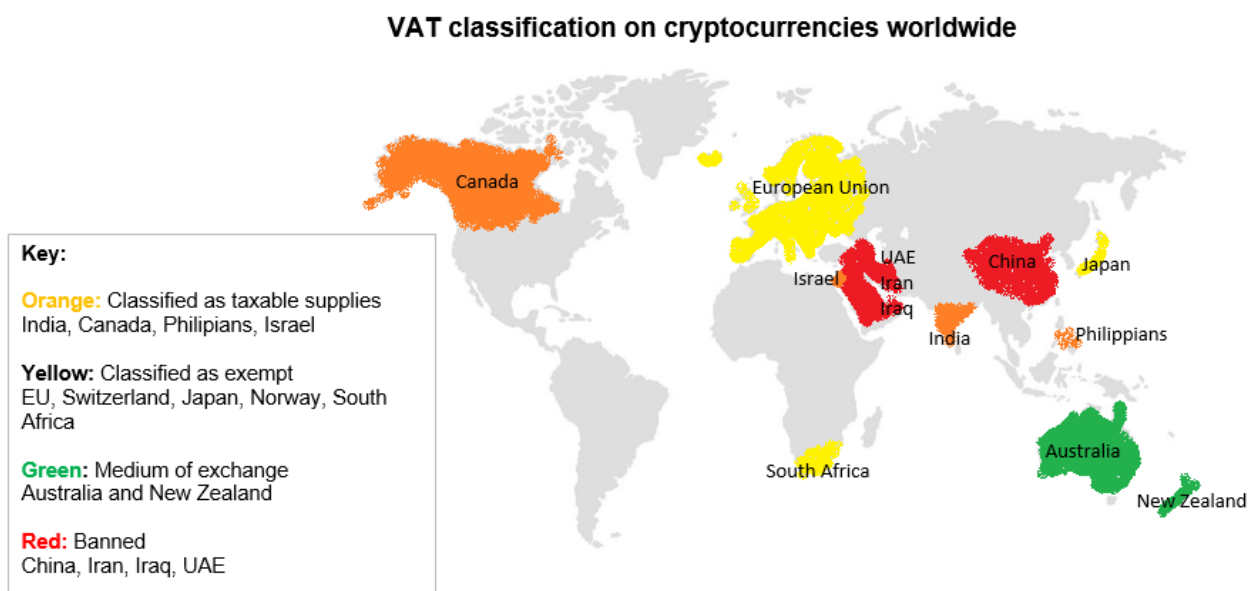 VAT classification on cryptocurrencies worldwide
Canada
European Union
UAE
Israel
Iran
Iraq
China
Japan
India
Philippians
South Africa
Australia
New Zealand
Key:
Orange: Classified as taxable supplies
India, Canada, Philipians, Israel
Yellow: Classified as exempt
EU, Switzerland, Japan, Norway, South
Africa
Green: Medium of exchange
Australia and New Zealand
Red: Banned
China, Iran, Iraq, UAE